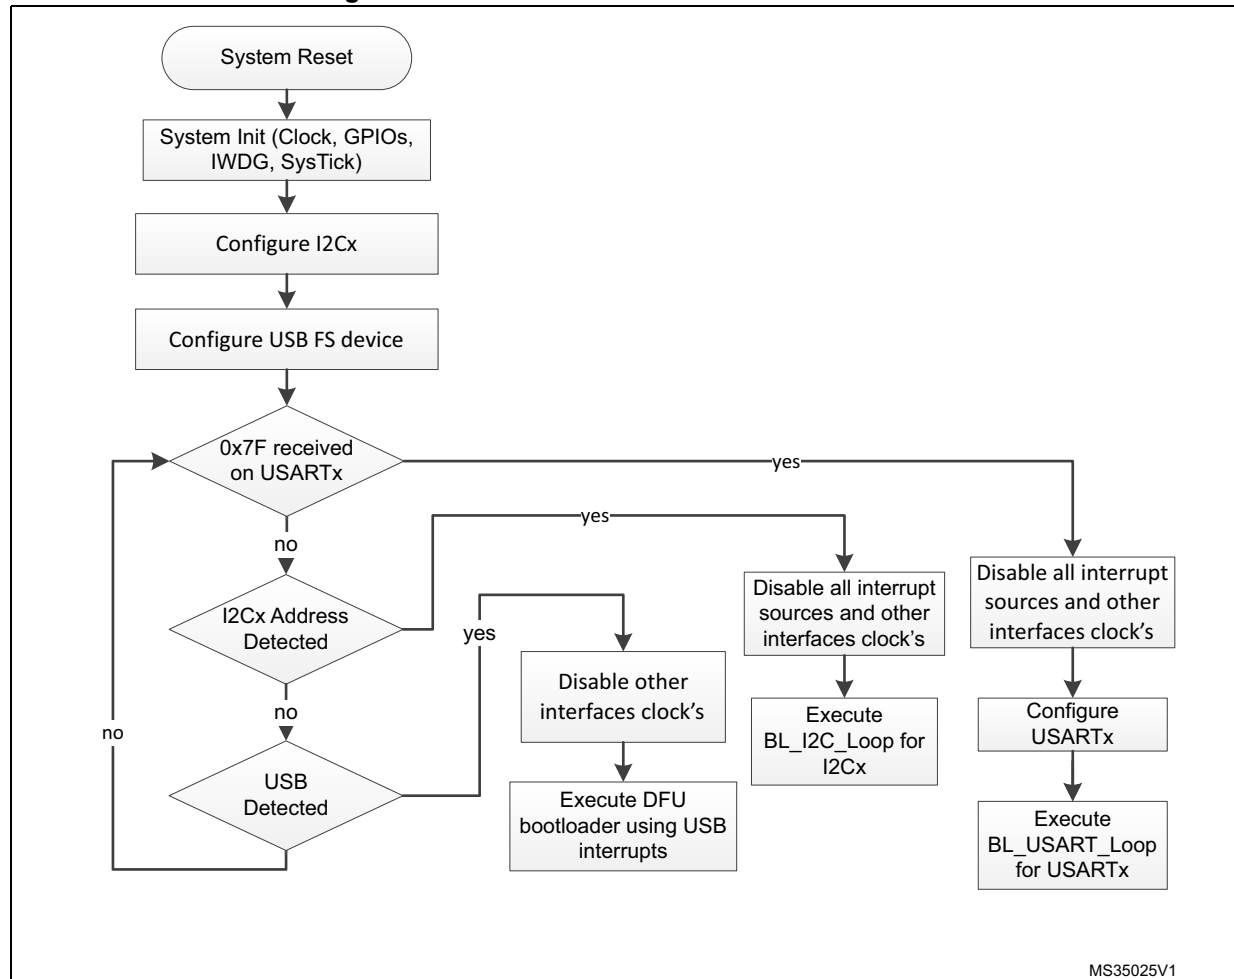 System Reset
System Init (Clock, GPIOs,
IWDG, SysTick)
Configure I2Cx
Configure USB FS device
0x7F received
on USARTx
yes
no
I2Cx Address
Detected
yes
no
USB
Detected
yes
no
Disable other
interfaces clock's
Execute DFU
bootloader using USB
interrupts
Disable all interrupt
sources and other
interfaces clock's
Execute
BL_I2C_Loop for
I2Cx
Disable all interrupt
sources and other
interfaces clock's
Configure
USARTx
Execute
BL_USART_Loop
for USARTx
MS35025V1